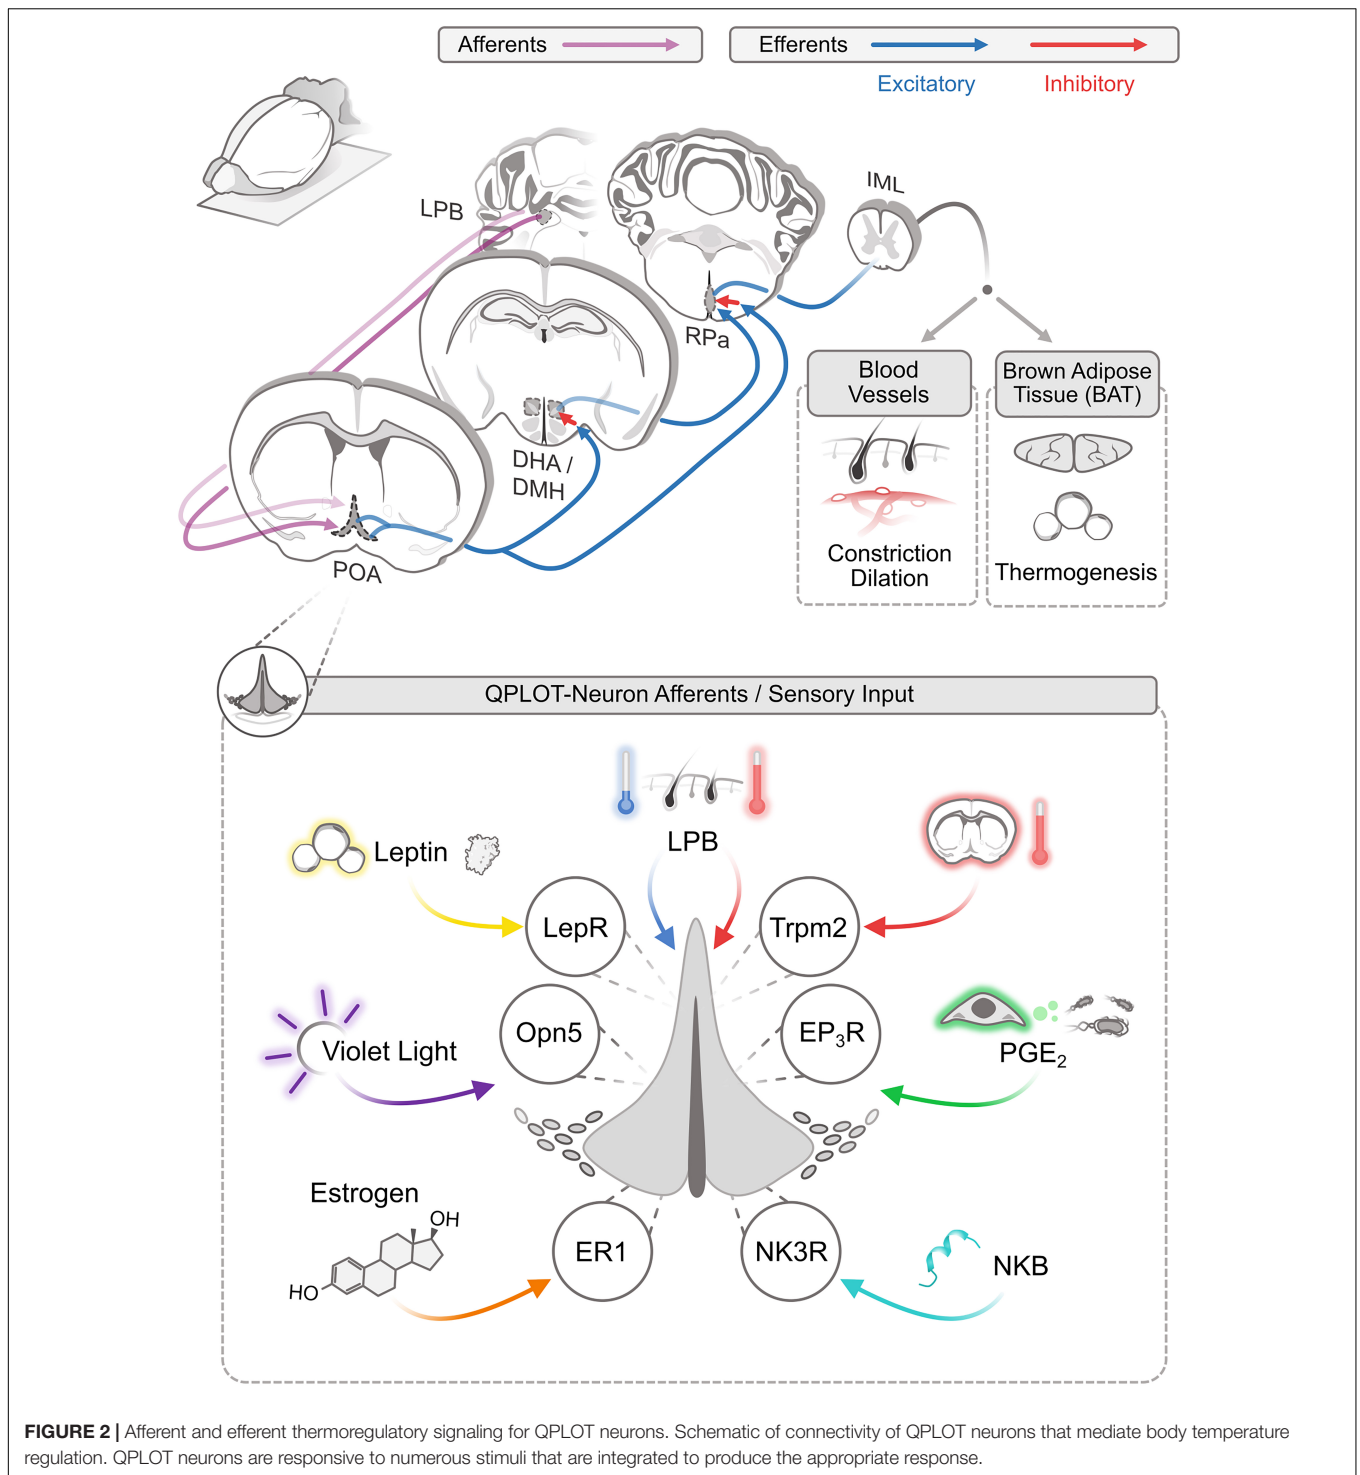 Afferents
Efferents
Excitatory
Inhibitory
LPB
IML
RPa
DHA /
DMH
POA
Blood
Vessels
Constriction
Dilation
Brown Adipose
Tissue (BAT)
Thermogenesis
QPLOT-Neuron Afferents / Sensory Input
LPB
Leptin
LepR
Trpm2
Violet Light
Opn5
EP₃R
PGE₂
Estrogen
OH
HO
ER1
NK3R
NKB
FIGURE 2 | Afferent and efferent thermoregulatory signaling for QPLOT neurons. Schematic of connectivity of QPLOT neurons that mediate body temperature
regulation. QPLOT neurons are responsive to numerous stimuli that are integrated to produce the appropriate response.